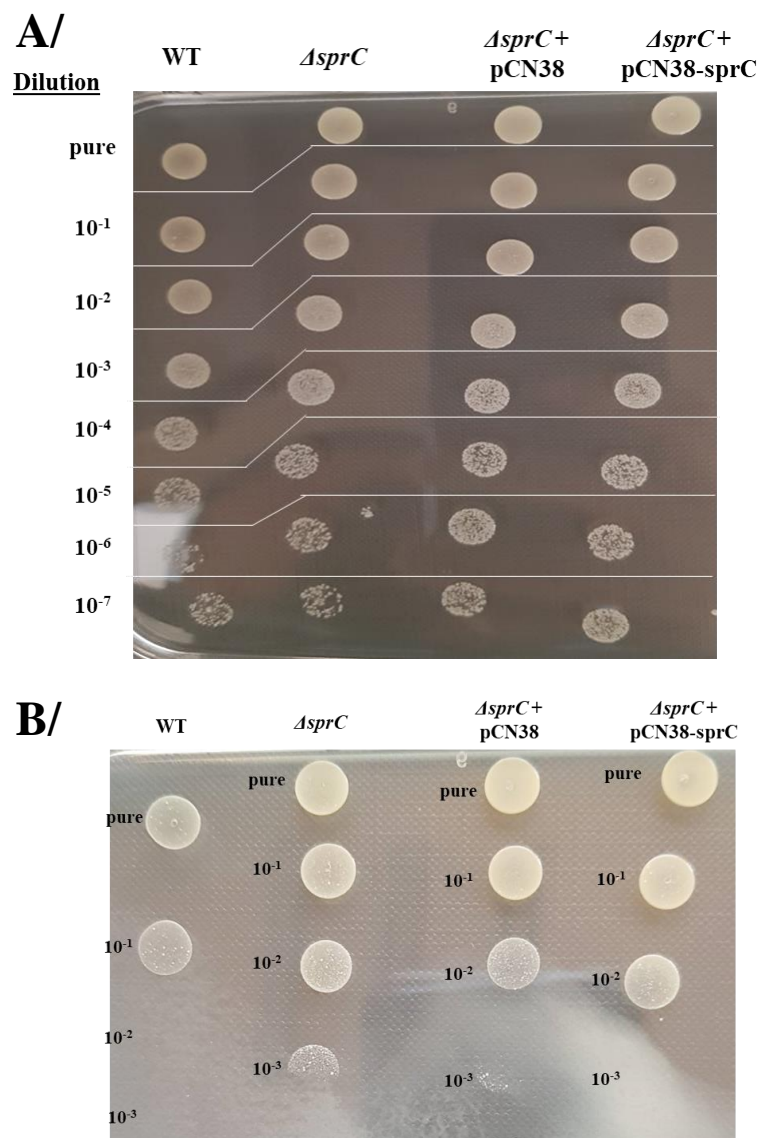 A/
WT
ΔsprC
ΔsprC +
pCN38
ΔsprC +
pCN38-sprC
Dilution
pure
10⁻¹
10⁻²
10⁻³
10⁻⁴
10⁻⁵
10⁻⁶
10⁻⁷
B/
WT
ΔsprC
ΔsprC +
pCN38
ΔsprC +
pCN38-sprC
pure
pure
pure
pure
10⁻¹
10⁻¹
10⁻¹
10⁻¹
10⁻²
10⁻²
10⁻²
10⁻²
10⁻³
10⁻³
10⁻³
10⁻³